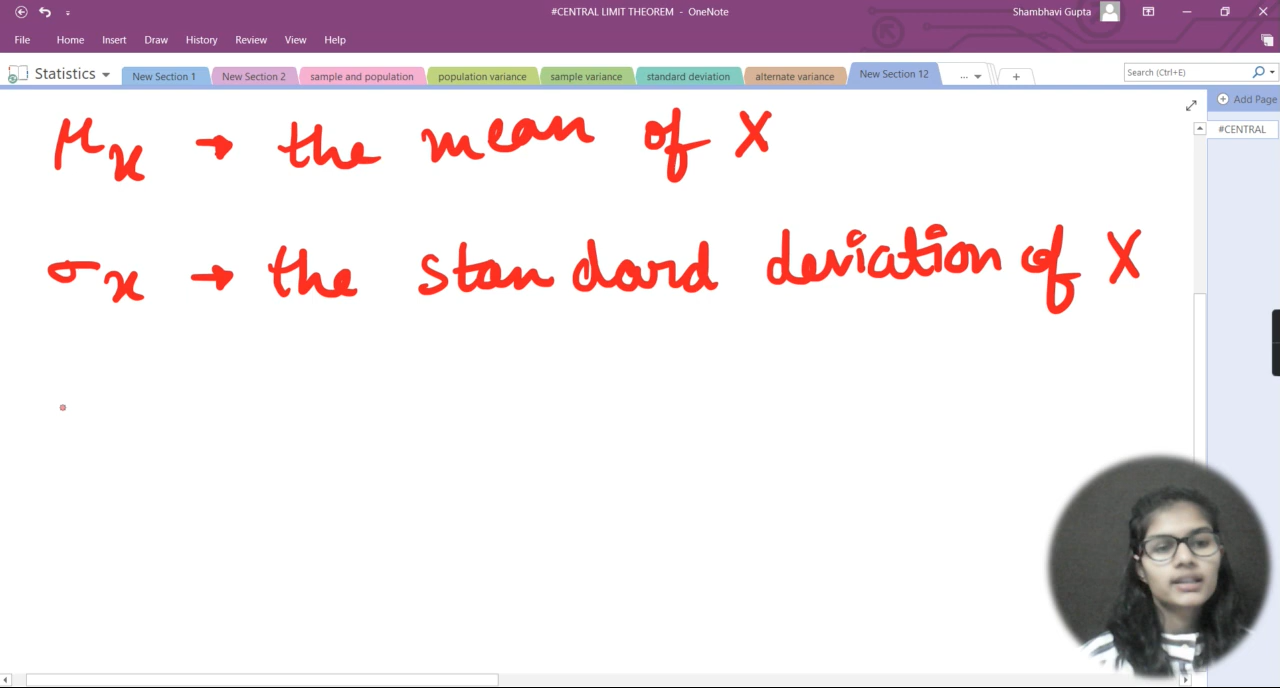 #CENTRAL LIMIT THEOREM - OneNote
Shambhavi Gupta
File Home Insert Draw History Review View Help
Statistics New Section 1 New Section 2 sample and population population variance sample variance standard deviation alternate variance New Section 12 ... + Search (Ctrl+E)
Add Page
#CENTRAL
μx → the mean of X
σx → the standard deviation of X